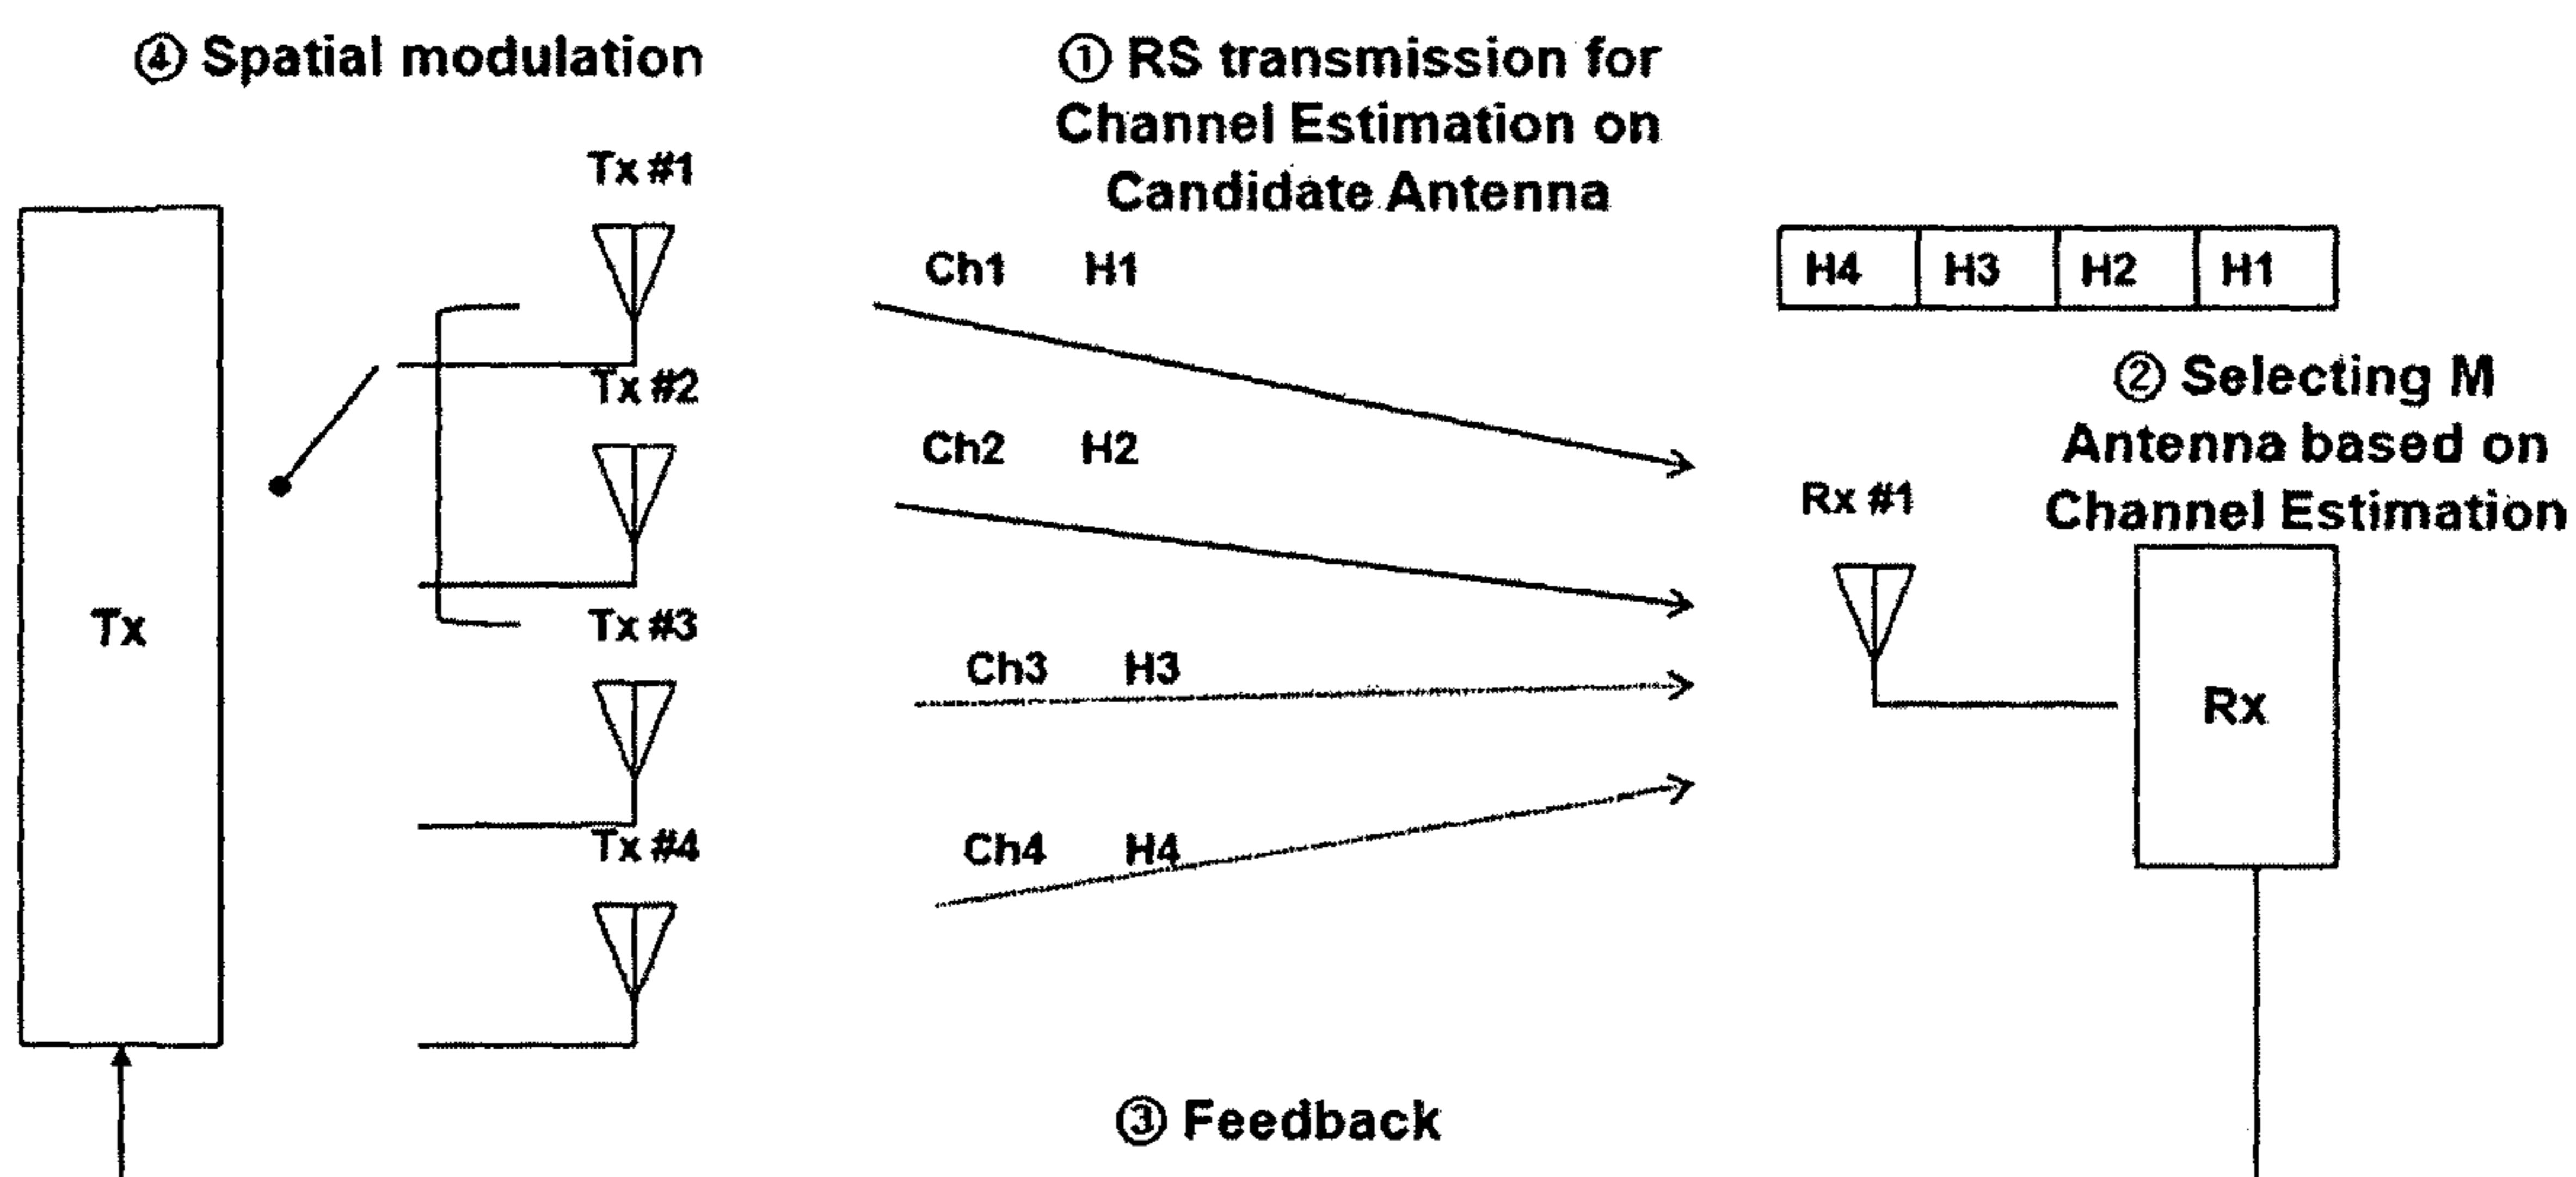 ④ Spatial modulation
① RS transmission for
Channel Estimation on
Candidate Antenna
Tx #1
Ch1 H1
H4 H3 H2 H1
② Selecting M
Antenna based on
Channel Estimation
Tx #2
Ch2 H2
Rx #1
Tx
Tx #3
Ch3 H3
Rx
Tx #4
Ch4 H4
③ Feedback